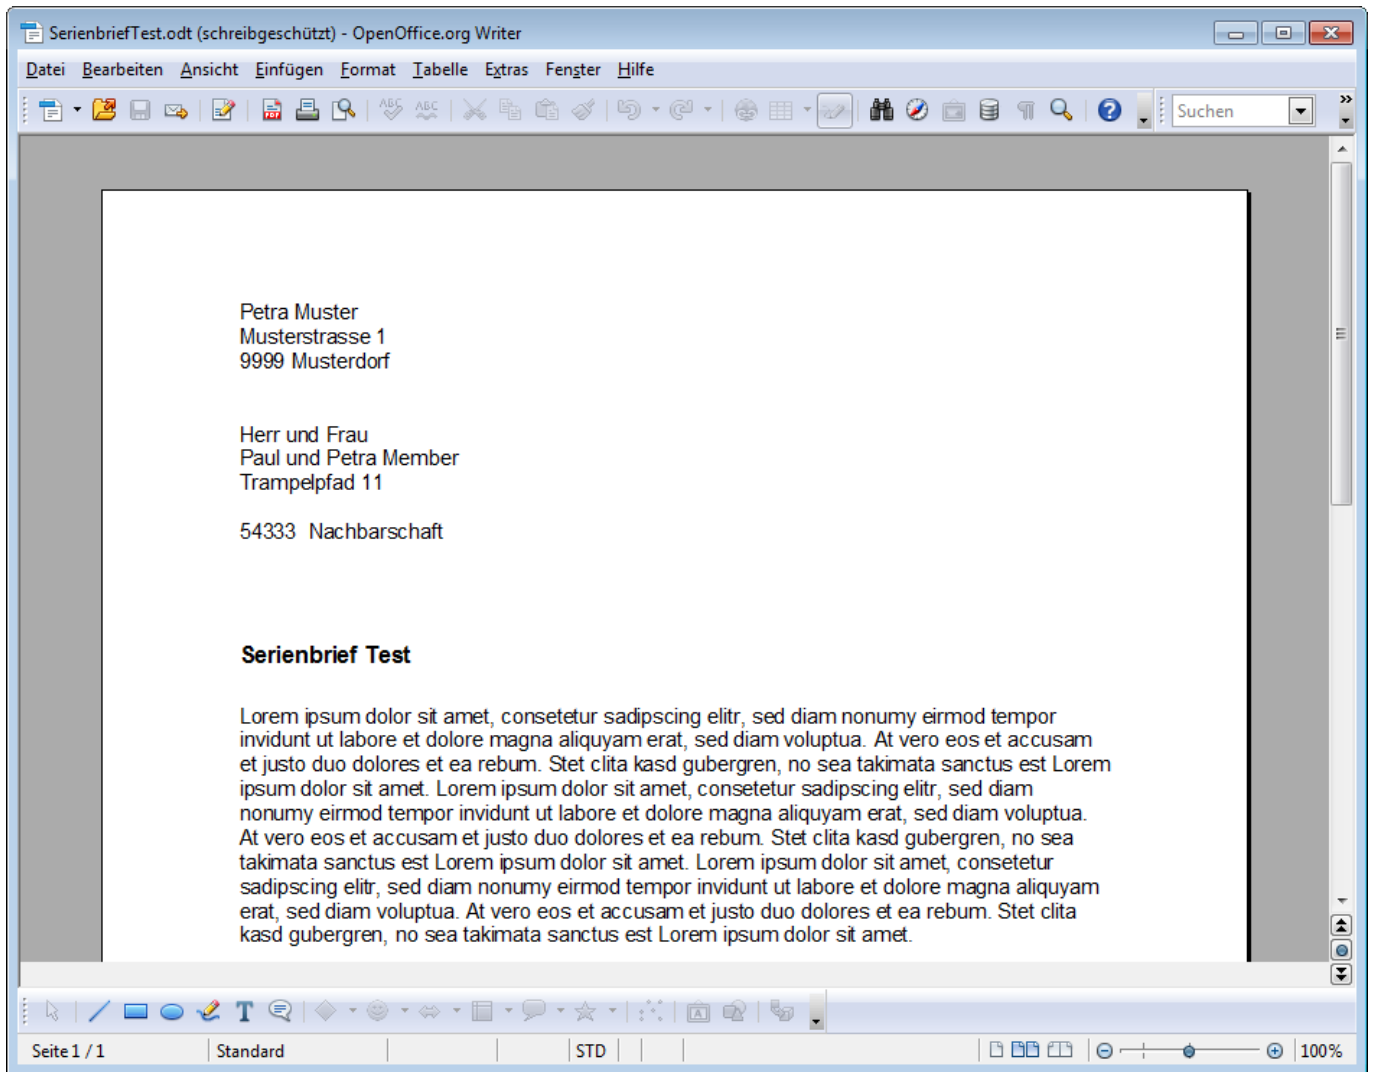 SerienbriefTest.odt (schreibgeschützt) - OpenOffice.org Writer
Datei Bearbeiten Ansicht Einfügen Format Tabelle Extras Fenster Hilfe
PDF ABC ABC Suchen
Petra Muster
Musterstrasse 1
9999 Musterdorf
Herr und Frau
Paul und Petra Member
Trampelpfad 11
54333 Nachbarschaft
Serienbrief Test
Lorem ipsum dolor sit amet, consetetur sadipscing elitr, sed diam nonumy eirmod tempor
invidunt ut labore et dolore magna aliquyam erat, sed diam voluptua. At vero eos et accusam
et justo duo dolores et ea rebum. Stet clita kasd gubergren, no sea takimata sanctus est Lorem
ipsum dolor sit amet. Lorem ipsum dolor sit amet, consetetur sadipscing elitr, sed diam
nonumy eirmod tempor invidunt ut labore et dolore magna aliquyam erat, sed diam voluptua.
At vero eos et accusam et justo duo dolores et ea rebum. Stet clita kasd gubergren, no sea
takimata sanctus est Lorem ipsum dolor sit amet. Lorem ipsum dolor sit amet, consetetur
sadipscing elitr, sed diam nonumy eirmod tempor invidunt ut labore et dolore magna aliquyam
erat, sed diam voluptua. At vero eos et accusam et justo duo dolores et ea rebum. Stet clita
kasd gubergren, no sea takimata sanctus est Lorem ipsum dolor sit amet.
Seite 1 / 1 Standard STD 100%